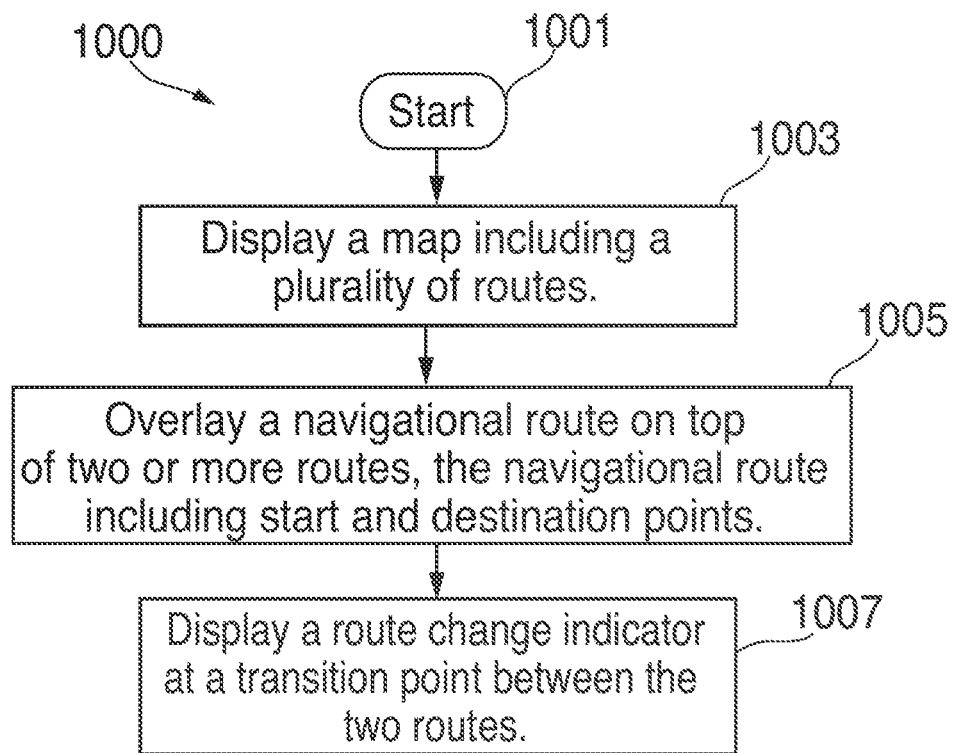 1000
1001
Start
1003
Display a map including a
plurality of routes.
1005
Overlay a navigational route on top
of two or more routes, the navigational route
including start and destination points.
1007
Display a route change indicator
at a transition point between the
two routes.